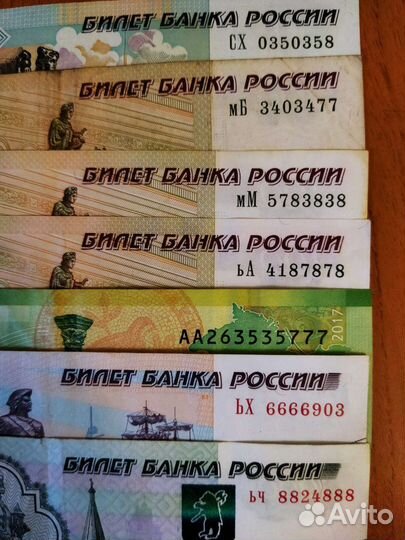 БИЛЕТ БАНКА РОССИИ
СХ 0350358
БИЛЕТ БАНКА РОССИИ
мБ 3403477
БИЛЕТ БАНКА РОССИИ
мМ 5783838
БИЛЕТ БАНКА РОССИИ
ьА 4187878
АА263535777
2017
БИЛЕТ БАНКА РОССИИ
ЬХ 6666903
БИЛЕТ БАНКА РОССИИ
ьч 8824888
Avito